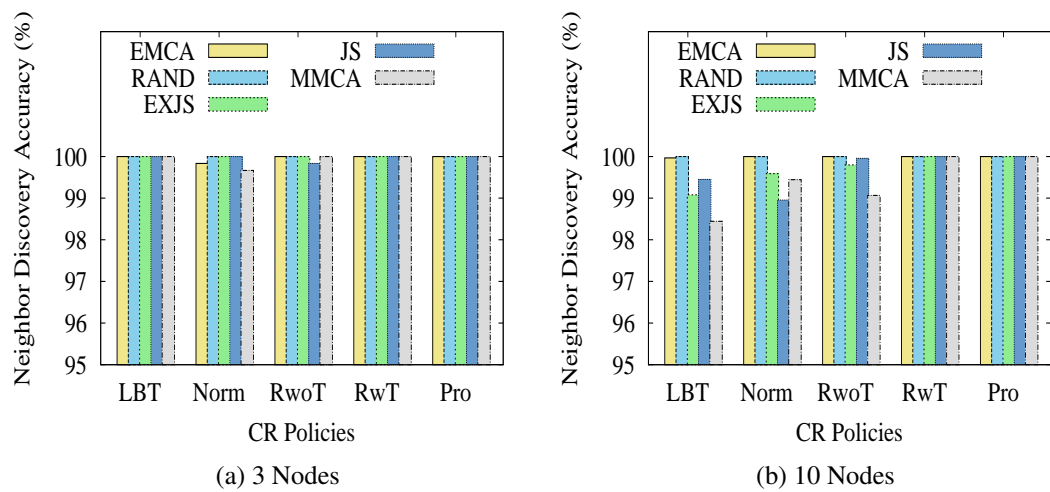 Neighbor Discovery Accuracy (%)
EMCA
RAND
EXJS
JS
MMCA
100
99
98
97
96
95
LBT Norm RwoT RwT Pro
CR Policies
(a) 3 Nodes
Neighbor Discovery Accuracy (%)
EMCA
RAND
EXJS
JS
MMCA
100
99
98
97
96
95
LBT Norm RwoT RwT Pro
CR Policies
(b) 10 Nodes